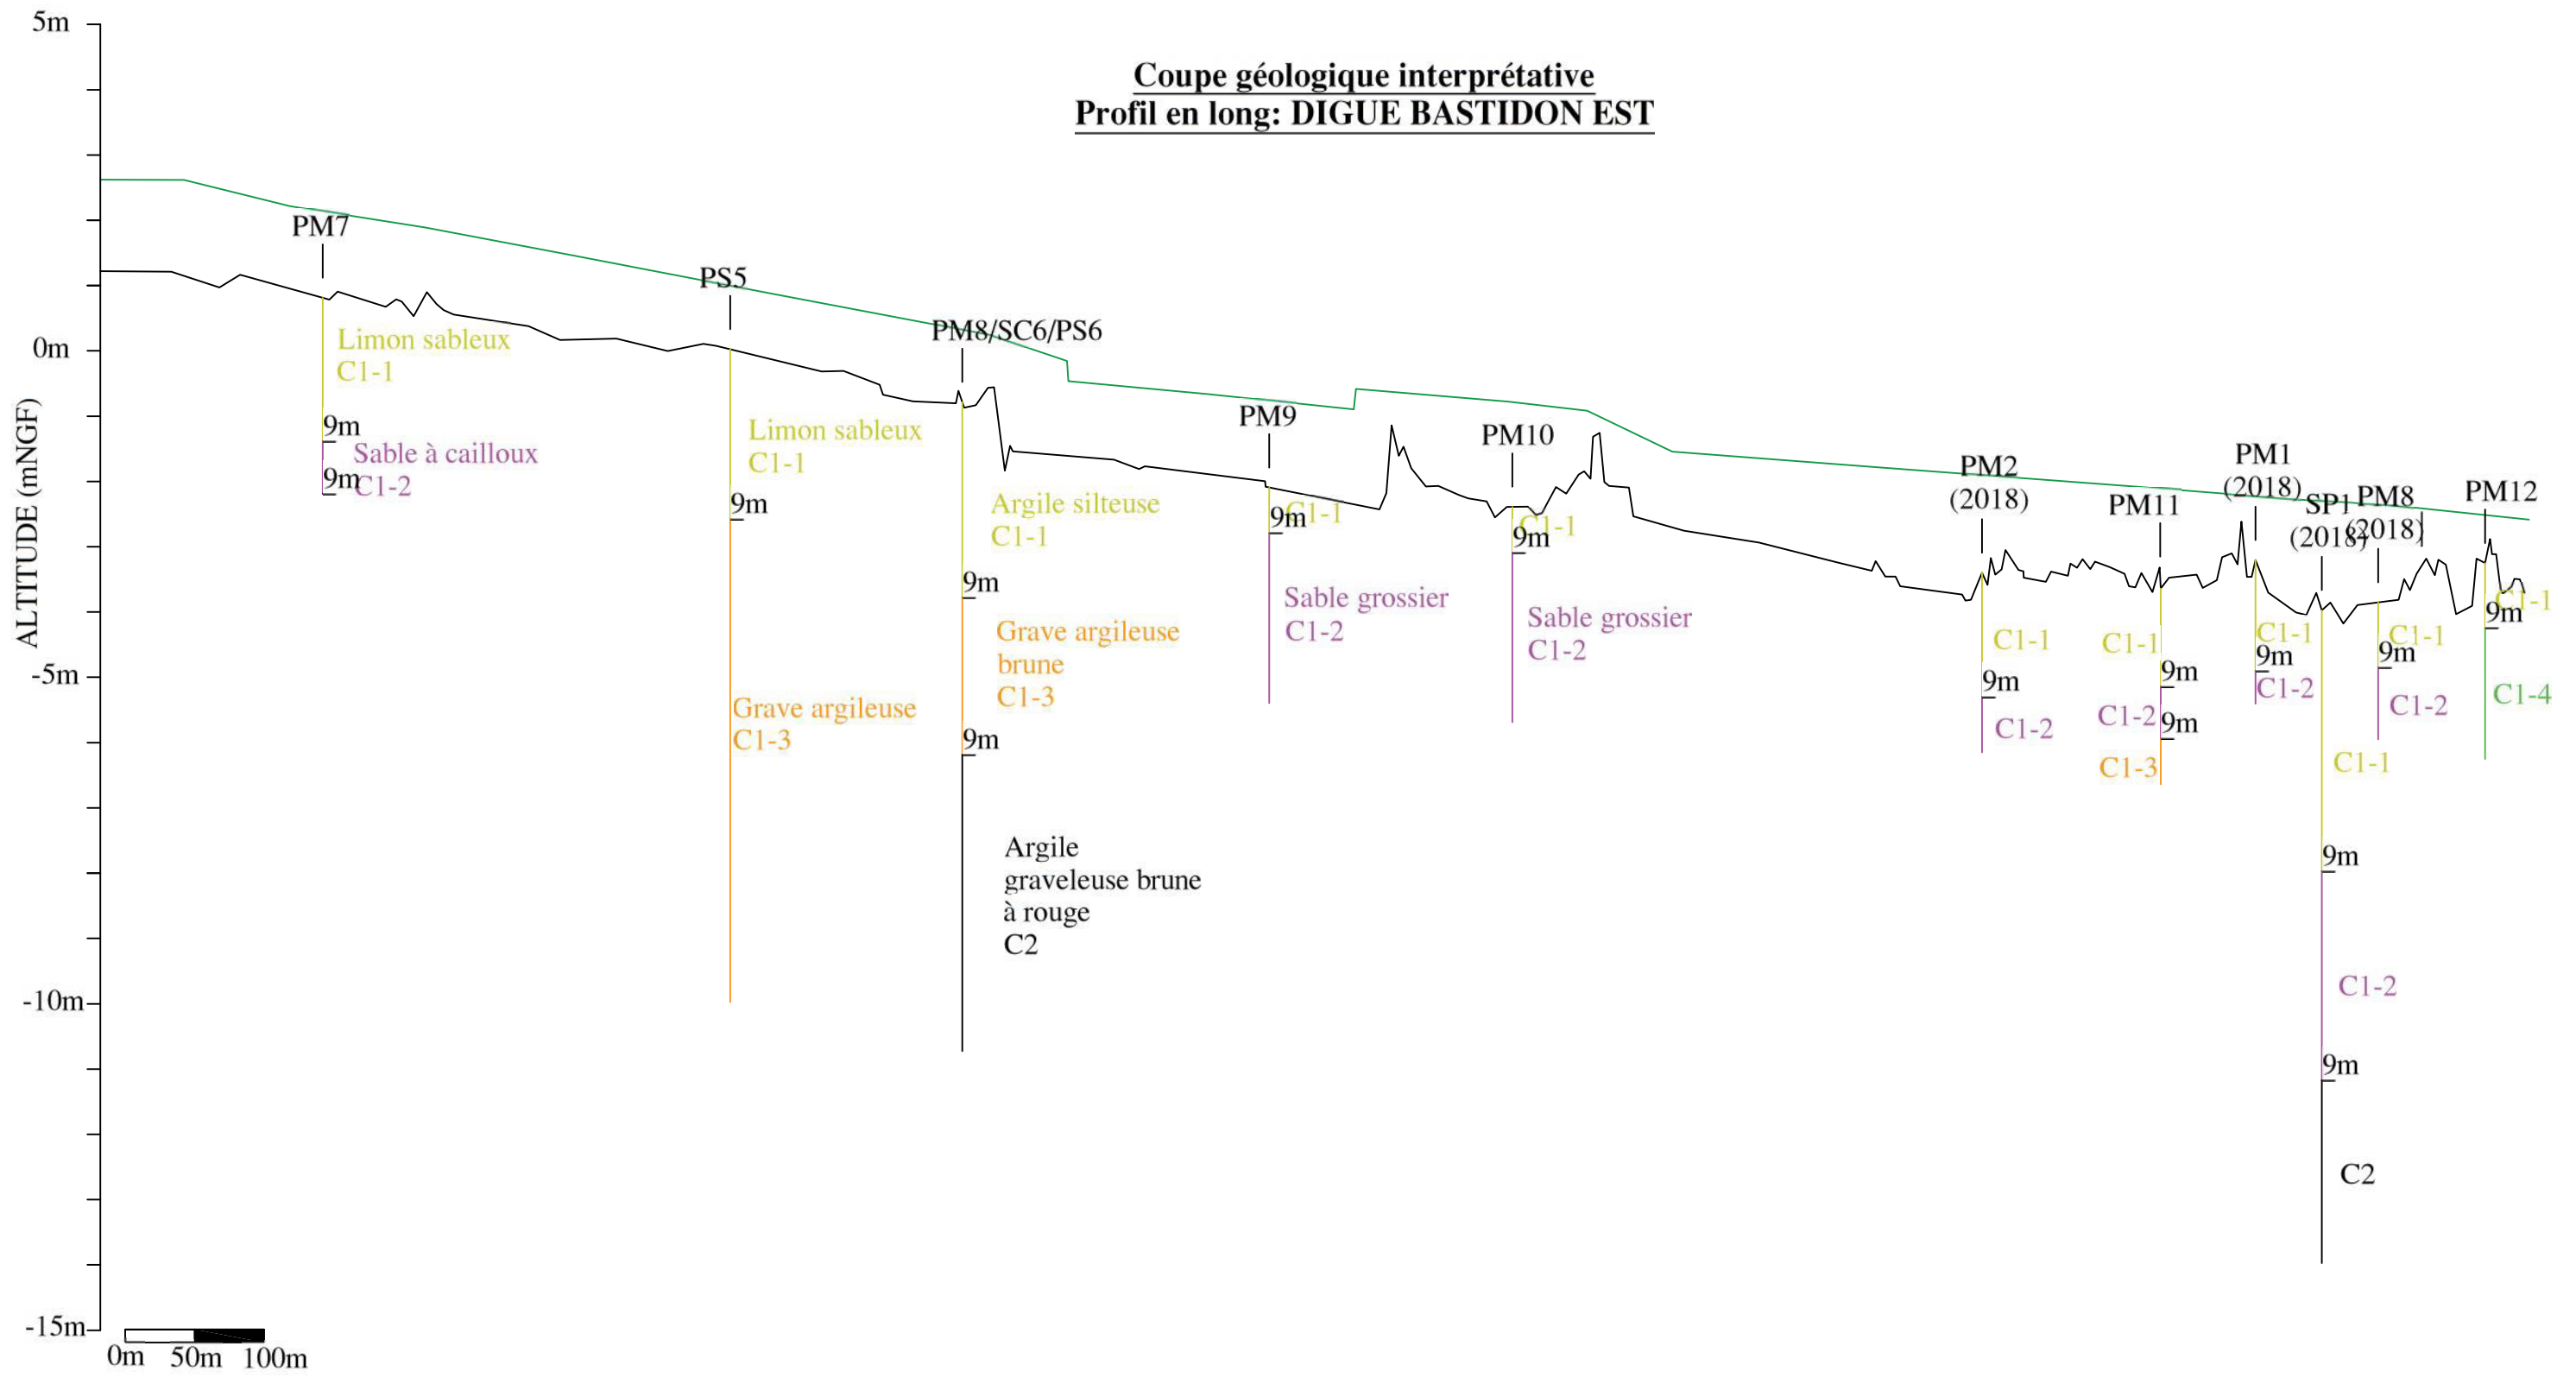 Coupe géologique interprétative
Profil en long: DIGUE BASTIDON EST
ALTITUDE (mNGF)
5m
0m
-5m
-10m
-15m
0m 50m 100m
PM7
Limon sableux
C1-1
9m
Sable à cailloux
9m
C1-2
PS5
Limon sableux
C1-1
9m
Grave argileuse
C1-3
PM8/SC6/PS6
Argile silteuse
C1-1
9m
Grave argileuse
brune
C1-3
9m
Argile
graveleuse brune
à rouge
C2
PM9
C1-1
9m
Sable grossier
C1-2
PM10
C1-1
9m
Sable grossier
C1-2
PM2
(2018)
C1-1
9m
C1-2
PM11
C1-1
9m
C1-2
9m
C1-3
PM1
(2018)
C1-1
9m
C1-2
SP1
(2018)
C1-1
9m
C1-2
9m
C2
PM8
(2018)
C1-1
9m
C1-2
PM12
C1-1
9m
C1-4